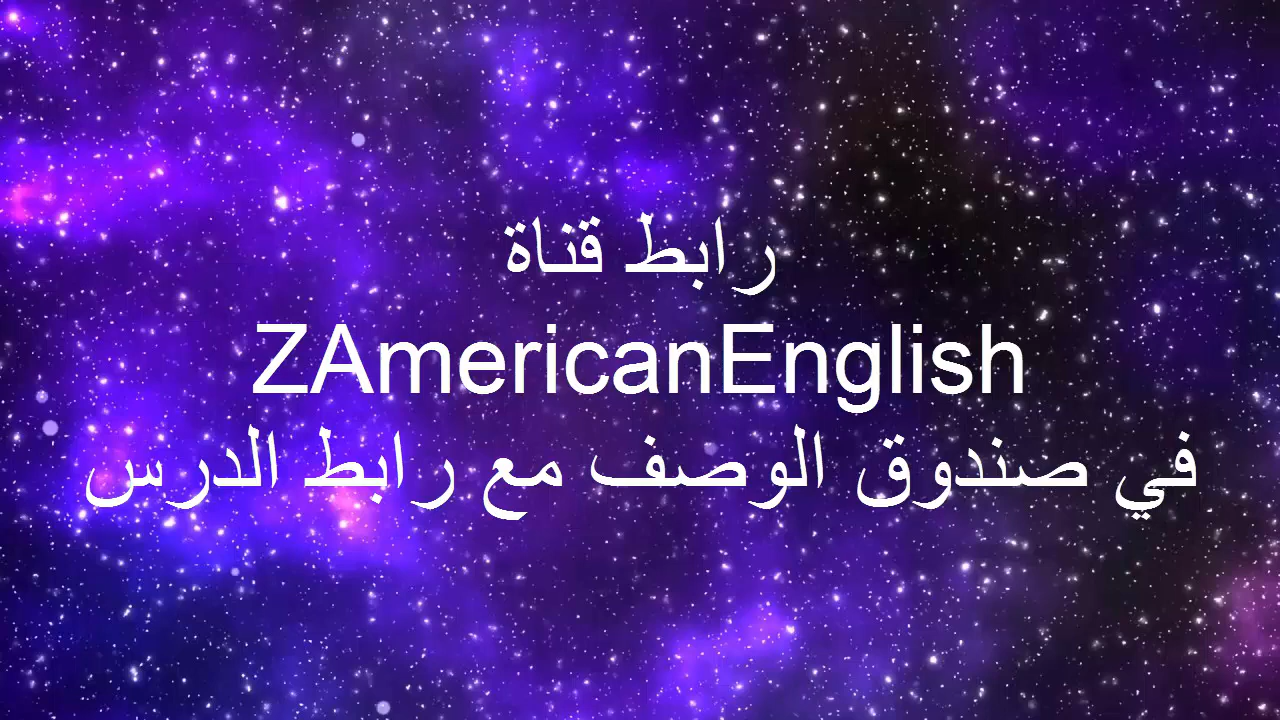 رابط قناة
ZAmericanEnglish
في صندوق الوصف مع رابط الدرس